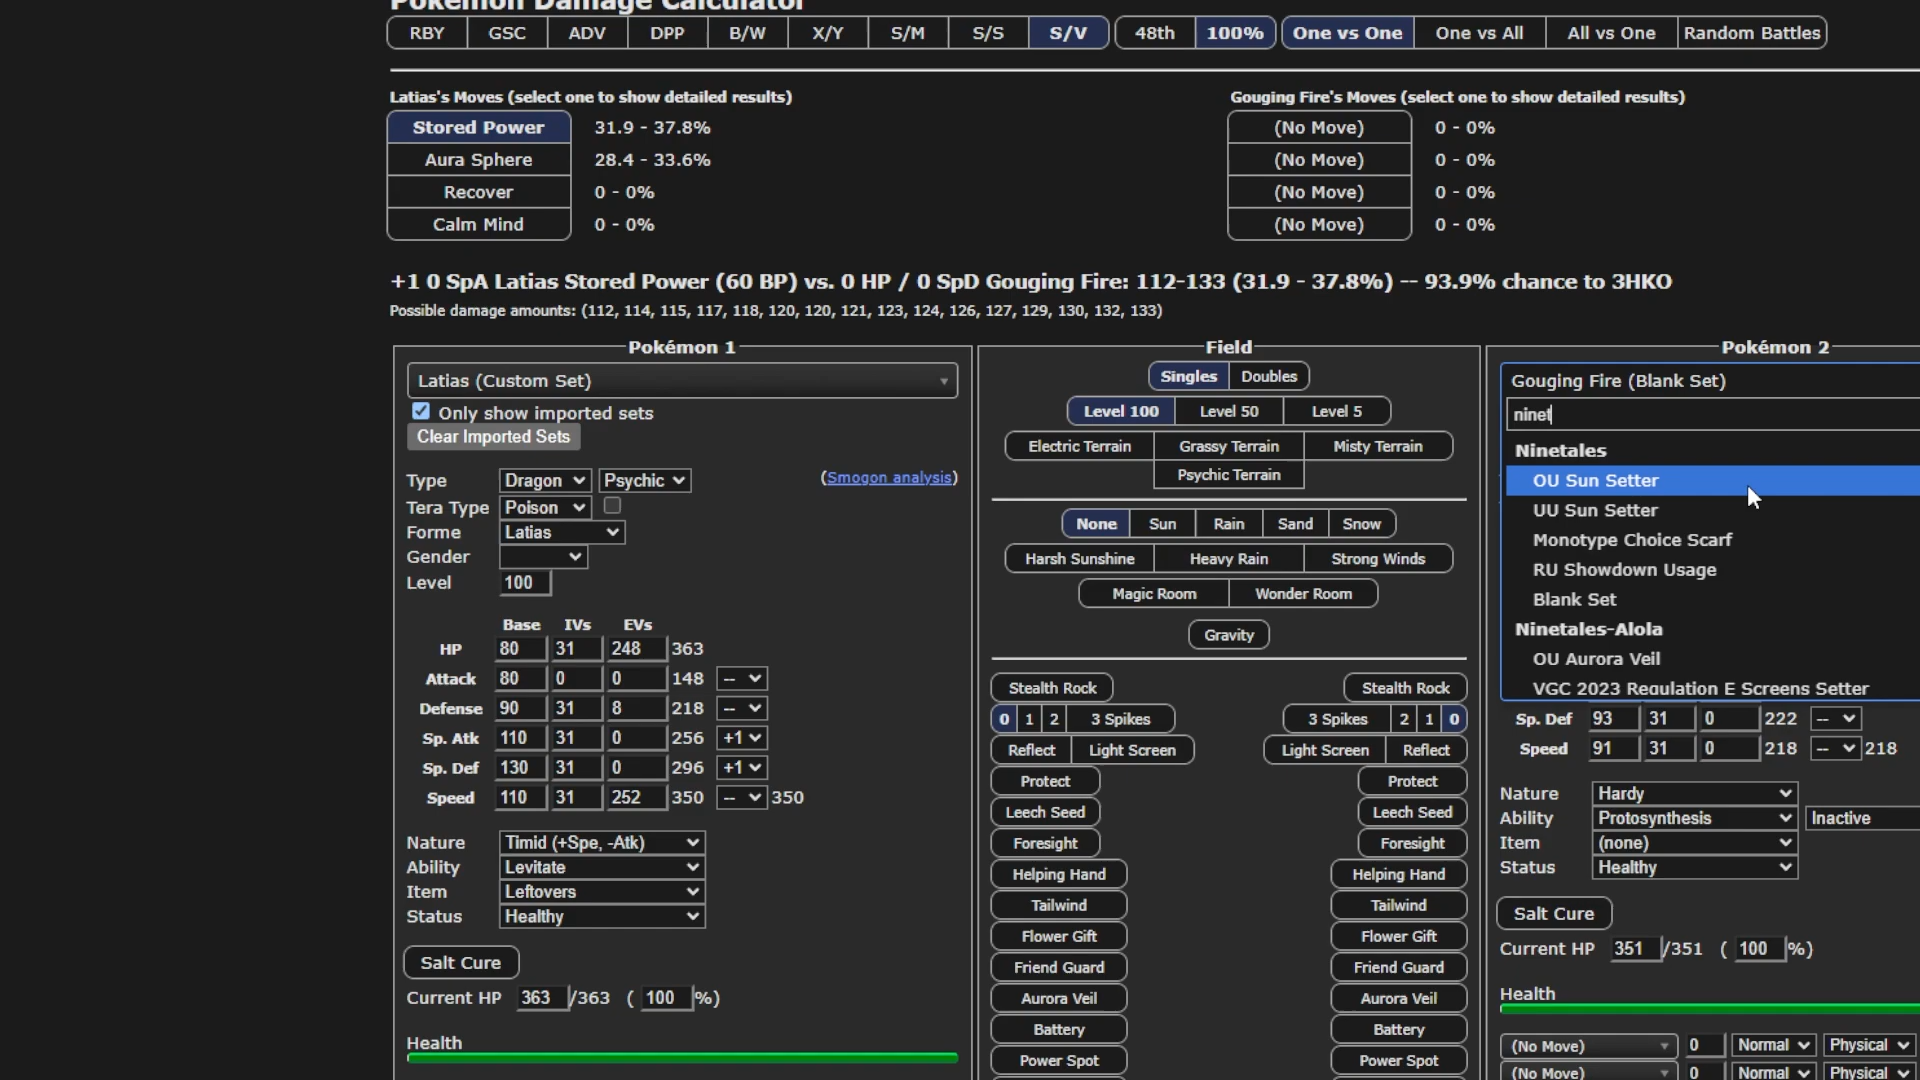 Pokémon Damage Calculator
RBY GSC ADV DPP B/W X/Y S/M S/S S/V 48th 100% One vs One One vs All All vs One Random Battles
Latias's Moves (select one to show detailed results)
Stored Power 31.9 - 37.8%
Aura Sphere 28.4 - 33.6%
Recover 0 - 0%
Calm Mind 0 - 0%
Gouging Fire's Moves (select one to show detailed results)
(No Move) 0 - 0%
(No Move) 0 - 0%
(No Move) 0 - 0%
(No Move) 0 - 0%
+1 0 SpA Latias Stored Power (60 BP) vs. 0 HP / 0 SpD Gouging Fire: 112-133 (31.9 - 37.8%) -- 93.9% chance to 3HKO
Possible damage amounts: (112, 114, 115, 117, 118, 120, 120, 121, 123, 124, 126, 127, 129, 130, 132, 133)
Pokémon 1
Latias (Custom Set)
Only show imported sets
Clear Imported Sets
Type Dragon Psychic (Smogon analysis)
Tera Type Poison
Forme Latias
Gender
Level 100
Base IVs EVs
HP 80 31 248 363
Attack 80 0 0 148 --
Defense 90 31 8 218 --
Sp. Atk 110 31 0 256 +1
Sp. Def 130 31 0 296 +1
Speed 110 31 252 350 -- 350
Nature Timid (+Spe, -Atk)
Ability Levitate
Item Leftovers
Status Healthy
Salt Cure
Current HP 363 /363 ( 100 %)
Health
Field
Singles Doubles
Level 100 Level 50 Level 5
Electric Terrain Grassy Terrain Misty Terrain
Psychic Terrain
None Sun Rain Sand Snow
Harsh Sunshine Heavy Rain Strong Winds
Magic Room Wonder Room
Gravity
Stealth Rock Stealth Rock
0 1 2 3 Spikes 3 Spikes 2 1 0
Reflect Light Screen Light Screen Reflect
Protect Protect
Leech Seed Leech Seed
Foresight Foresight
Helping Hand Helping Hand
Tailwind Tailwind
Flower Gift Flower Gift
Friend Guard Friend Guard
Aurora Veil Aurora Veil
Battery Battery
Power Spot Power Spot
Pokémon 2
Gouging Fire (Blank Set)
ninet
Ninetales
OU Sun Setter
UU Sun Setter
Monotype Choice Scarf
RU Showdown Usage
Blank Set
Ninetales-Alola
OU Aurora Veil
VGC 2023 Regulation E Screens Setter
Sp. Def 93 31 0 222 --
Speed 91 31 0 218 -- 218
Nature Hardy
Ability Protosynthesis Inactive
Item (none)
Status Healthy
Salt Cure
Current HP 351 /351 ( 100 %)
Health
(No Move) 0 Normal Physical
(No Move) 0 Normal Physical